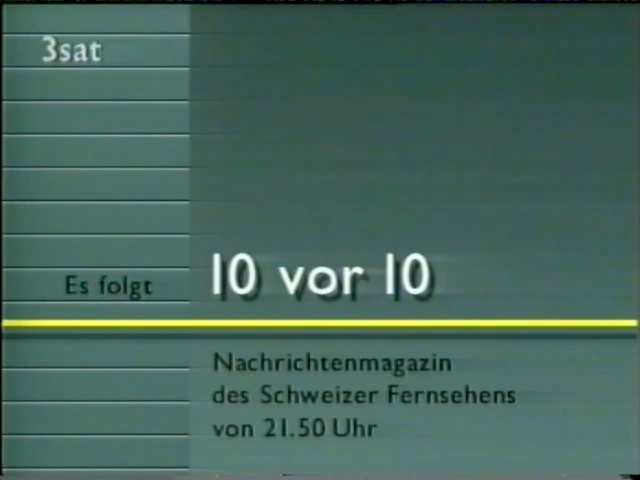 3sat
Es folgt 10 vor 10
Nachrichtenmagazin
des Schweizer Fernsehens
von 21.50 Uhr